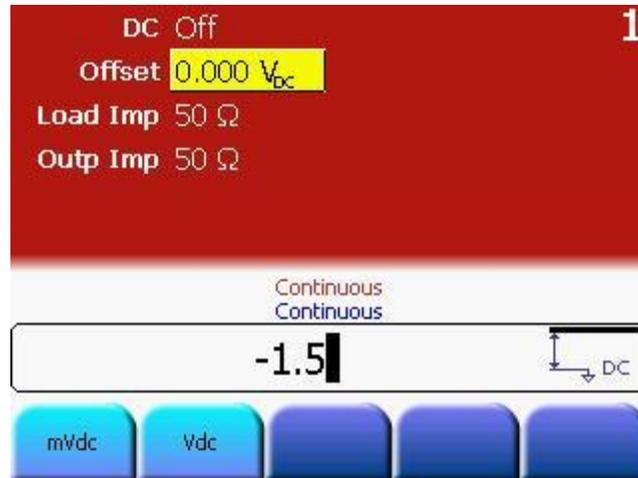 DC Off 1
Offset 0.000 VDC
Load Imp 50 Ω
Outp Imp 50 Ω
Continuous
Continuous
-1.5 DC
mVdc Vdc